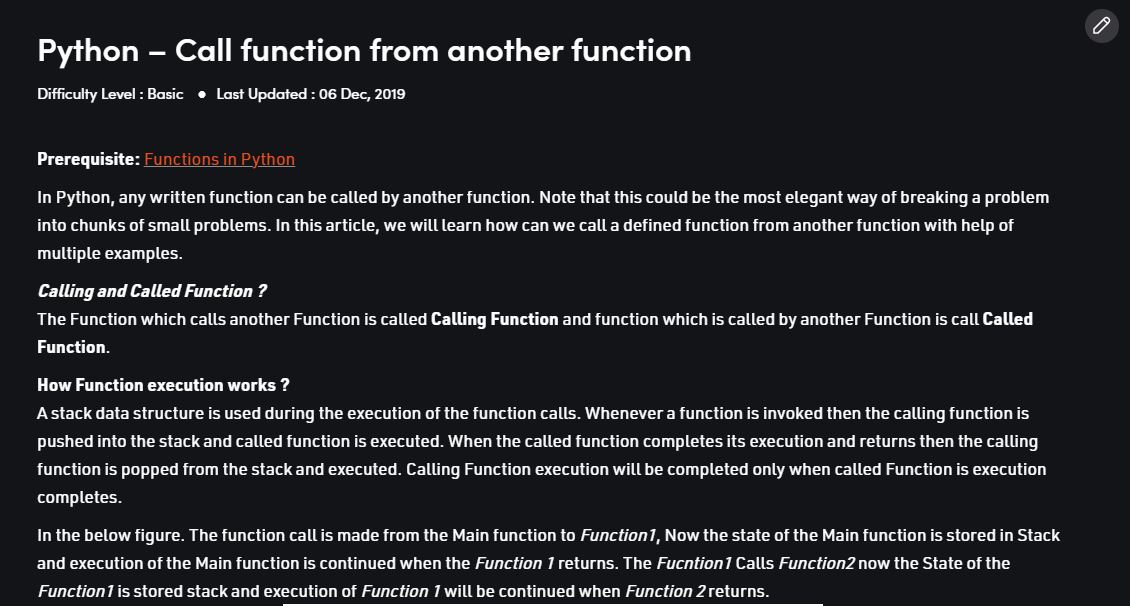 Python – Call function from another function
Difficulty Level : Basic ● Last Updated : 06 Dec, 2019
Prerequisite: Functions in Python
In Python, any written function can be called by another function. Note that this could be the most elegant way of breaking a problem
into chunks of small problems. In this article, we will learn how can we call a defined function from another function with help of
multiple examples.
Calling and Called Function ?
The Function which calls another Function is called Calling Function and function which is called by another Function is call Called
Function.
How Function execution works ?
A stack data structure is used during the execution of the function calls. Whenever a function is invoked then the calling function is
pushed into the stack and called function is executed. When the called function completes its execution and returns then the calling
function is popped from the stack and executed. Calling Function execution will be completed only when called Function is execution
completes.
In the below figure. The function call is made from the Main function to Function1, Now the state of the Main function is stored in Stack
and execution of the Main function is continued when the Function 1 returns. The Fucntion1 Calls Function2 now the State of the
Function1 is stored stack and execution of Function 1 will be continued when Function 2 returns.